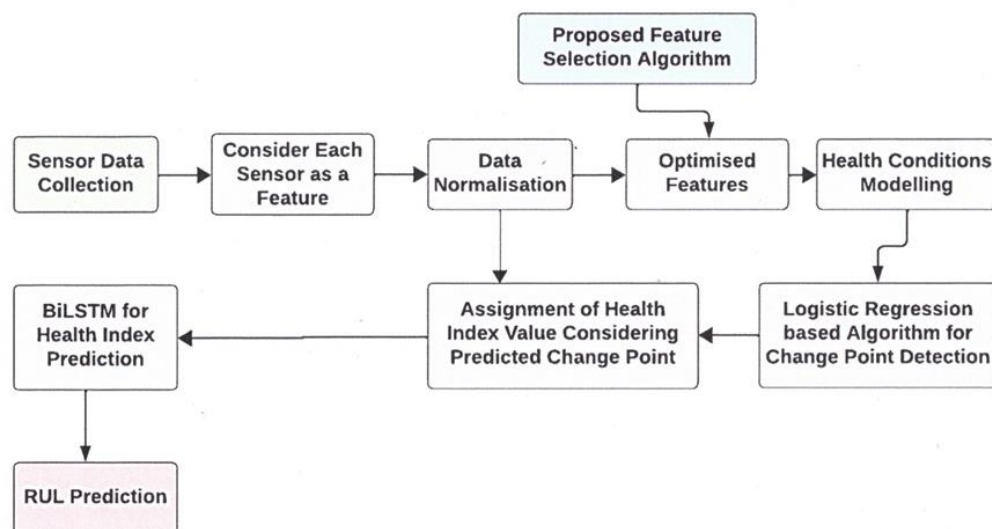 Proposed Feature
Selection Algorithm
Sensor Data
Collection
Consider Each
Sensor as a
Feature
Data
Normalisation
Optimised
Features
Health Conditions
Modelling
BiLSTM for
Health Index
Prediction
Assignment of Health
Index Value Considering
Predicted Change Point
Logistic Regression
based Algorithm for
Change Point Detection
RUL Prediction